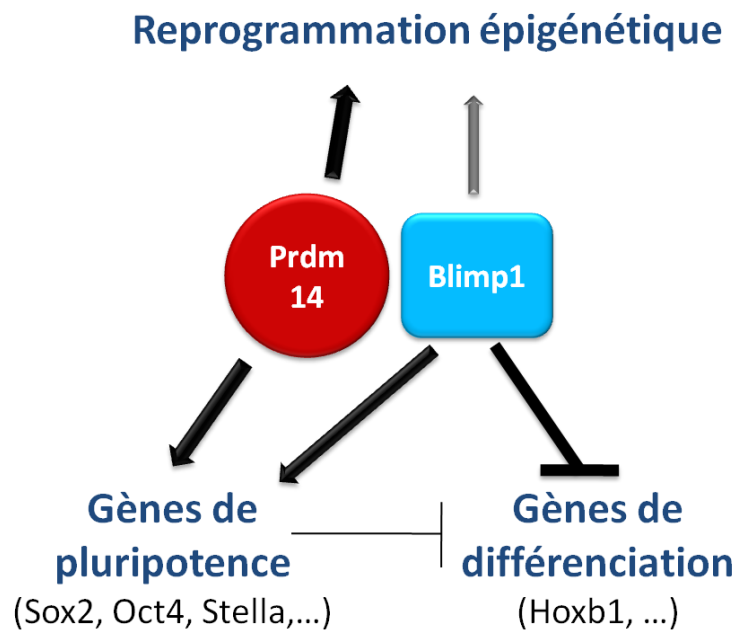 Reprogrammation épigénétique
Prdm
14
Blimp1
Gènes de
pluripotence
(Sox2, Oct4, Stella,...)
Gènes de
différenciation
(Hoxb1, ...)